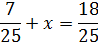 7/25 + x = 18/25